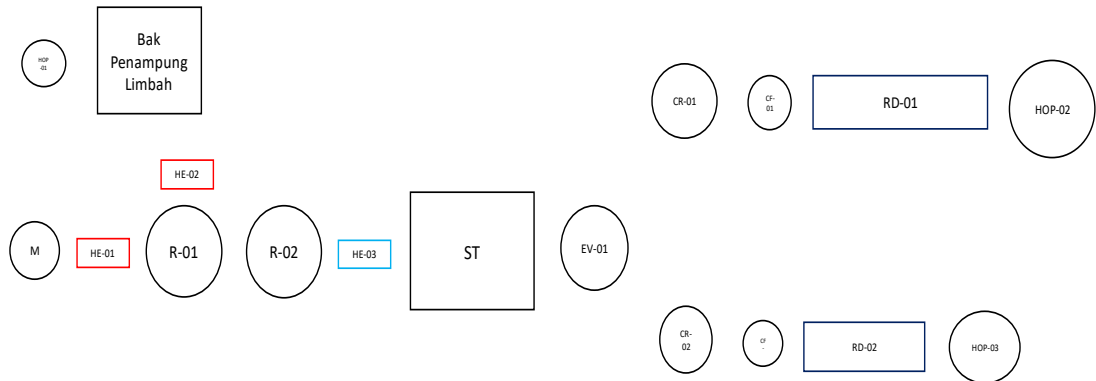 HOP
-01
Bak
Penampung
Limbah
CR-01
CF-
01
RD-01
HOP-02
HE-02
M
HE-01
R-01
R-02
HE-03
ST
EV-01
CR-
02
CF
-
RD-02
HOP-03